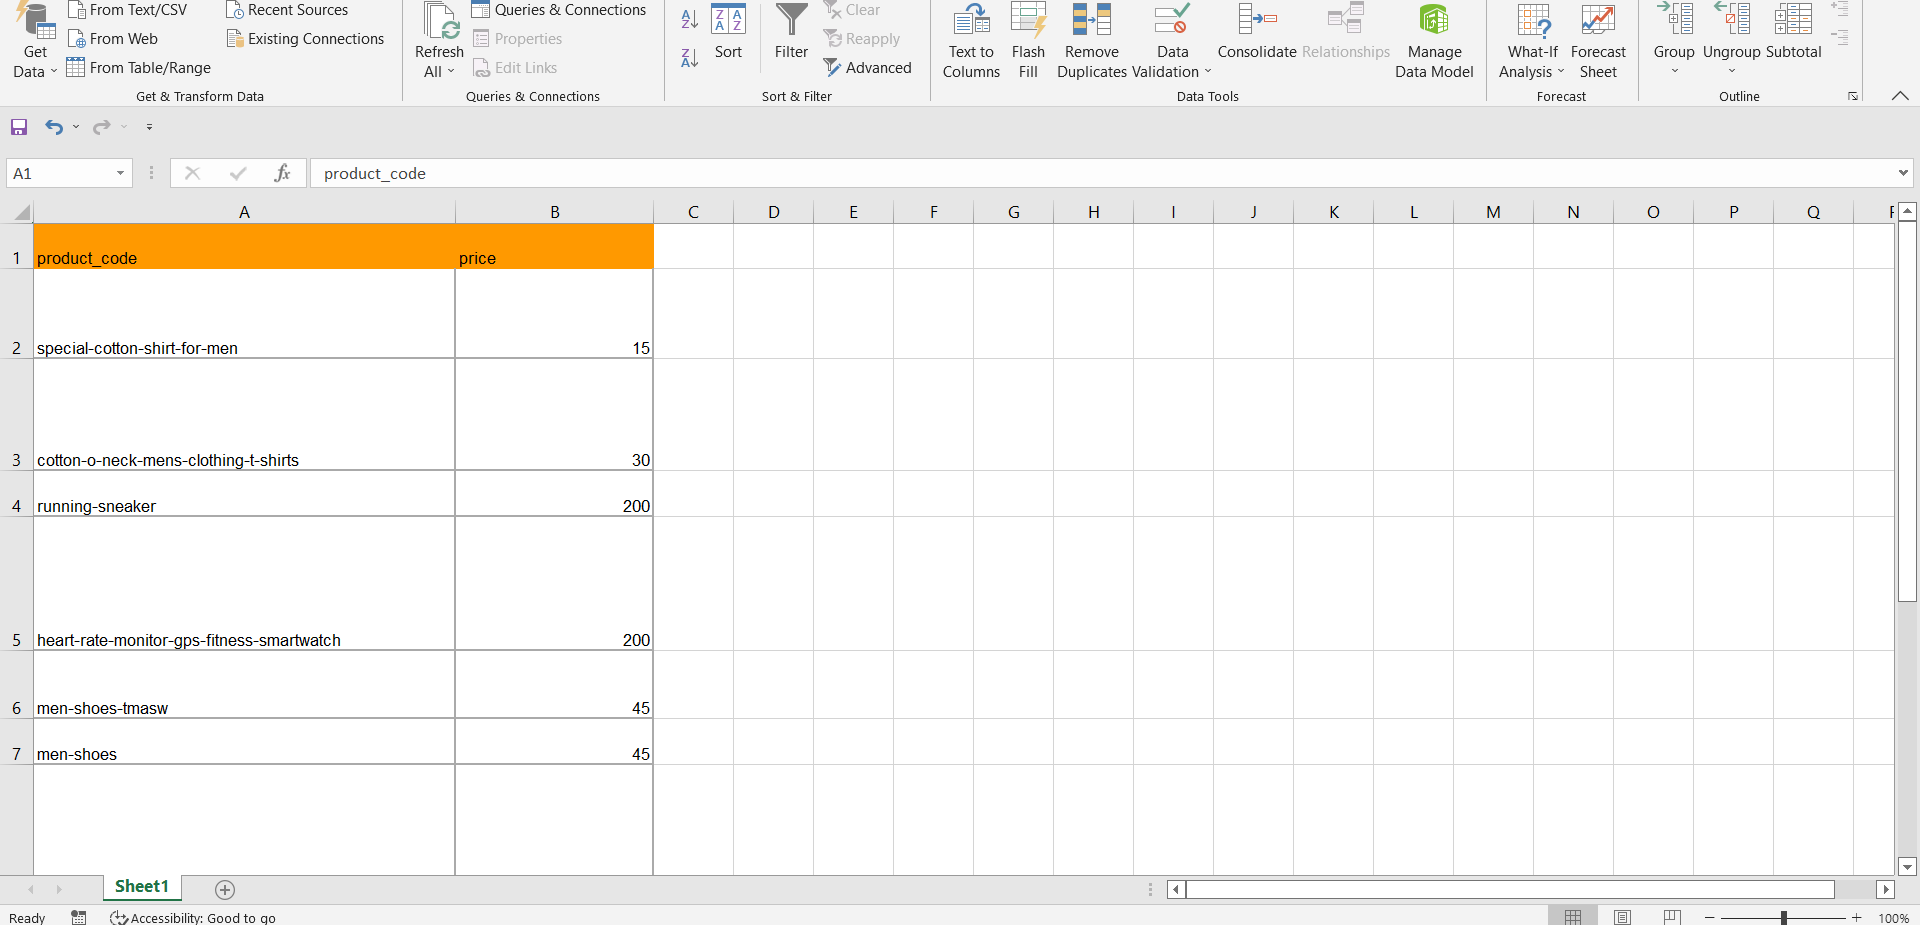 From Text/CSV
Recent Sources
Queries & Connections
Clear
From Web
Existing Connections
Properties
Reapply
Get Data
Refresh All
Sort
Filter
Text to Columns
Flash Fill
Remove Duplicates
Data Validation
Consolidate
Relationships
Manage Data Model
What-If Analysis
Forecast Sheet
Group
Ungroup
Subtotal
From Table/Range
Edit Links
Advanced
Get & Transform Data
Queries & Connections
Sort & Filter
Data Tools
Forecast
Outline
A1
fx
product_code
A B C D E F G H I J K L M N O P Q
1 product_code price
2 special-cotton-shirt-for-men 15
3 cotton-o-neck-mens-clothing-t-shirts 30
4 running-sneaker 200
5 heart-rate-monitor-gps-fitness-smartwatch 200
6 men-shoes-tmasw 45
7 men-shoes 45
Sheet1
Ready
Accessibility: Good to go
100%